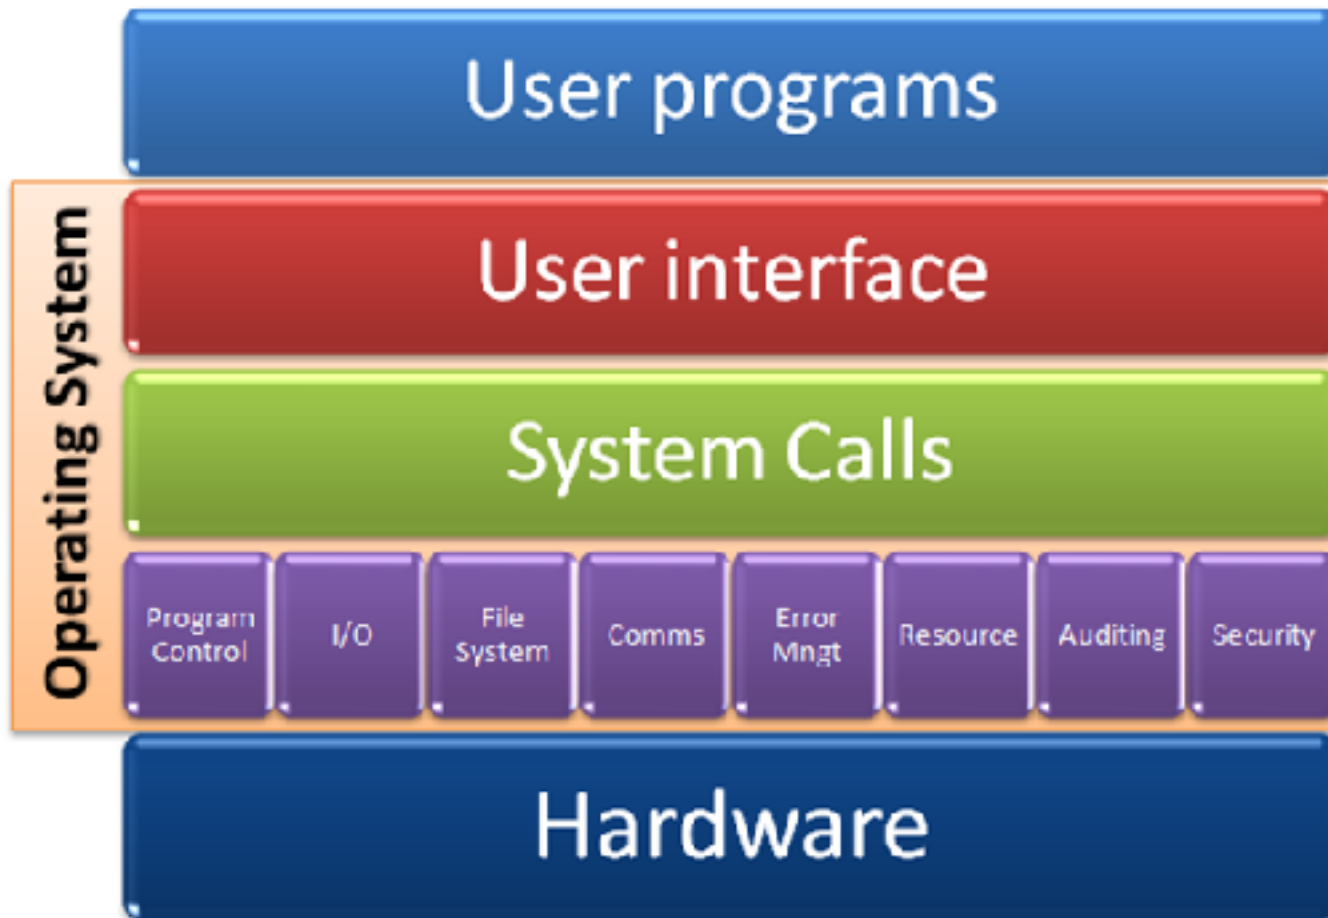 User programs
Operating System
User interface
System Calls
Program
Control
I/O
File
System
Comms
Error
Mngt
Resource
Auditing
Security
Hardware